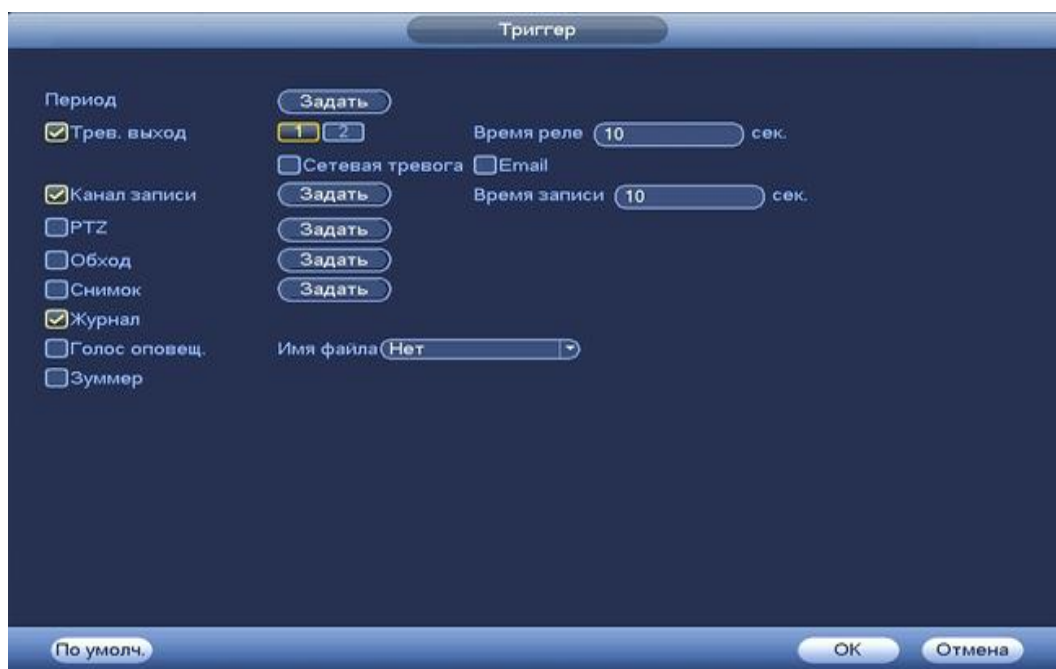 Триггер
Период Задать
Трев. выход 1 2 Время реле 10 сек.
Сетевая тревога Email
Канал записи Задать Время записи 10 сек.
PTZ Задать
Обход Задать
Снимок Задать
Журнал
Голос оповещ. Имя файла Нет
Зуммер
По умолч. OK Отмена